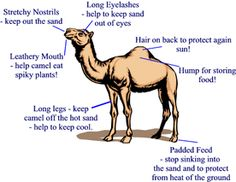 Stretchy Nostrils
- keep out the sand
Long Eyelashes
- help to keep sand
out of eyes
Hair on back to protect again
sun!
Leathery Mouth -
help camel eat
spiky plants!
Hump for storing
food!
Long legs - keep
camel off the hot sand
- help to keep cool.
Padded Feed
- stop sinking into
the sand and to protect
from heat of the ground